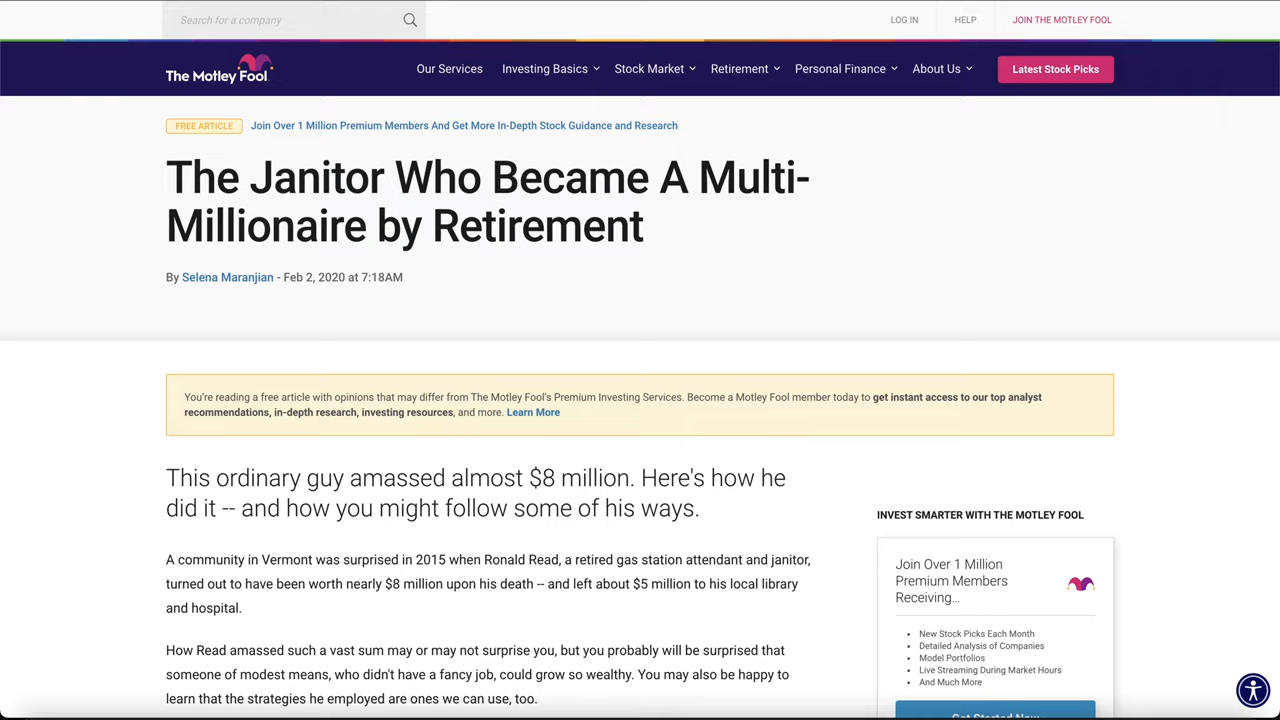 Search for a company
LOG IN
HELP
JOIN THE MOTLEY FOOL
The Motley Fool
Our Services
Investing Basics
Stock Market
Retirement
Personal Finance
About Us
Latest Stock Picks
FREE ARTICLE
Join Over 1 Million Premium Members And Get More In-Depth Stock Guidance and Research
The Janitor Who Became A Multi-
Millionaire by Retirement
By Selena Maranjian - Feb 2, 2020 at 7:18AM
You're reading a free article with opinions that may differ from The Motley Fool's Premium Investing Services. Become a Motley Fool member today to get instant access to our top analyst
recommendations, in-depth research, investing resources, and more. Learn More
This ordinary guy amassed almost $8 million. Here's how he
did it -- and how you might follow some of his ways.
A community in Vermont was surprised in 2015 when Ronald Read, a retired gas station attendant and janitor,
turned out to have been worth nearly $8 million upon his death -- and left about $5 million to his local library
and hospital.
How Read amassed such a vast sum may or may not surprise you, but you probably will be surprised that
someone of modest means, who didn't have a fancy job, could grow so wealthy. You may also be happy to
learn that the strategies he employed are ones we can use, too.
INVEST SMARTER WITH THE MOTLEY FOOL
Join Over 1 Million
Premium Members
Receiving...
New Stock Picks Each Month
Detailed Analysis of Companies
Model Portfolios
Live Streaming During Market Hours
And Much More
Get Started Now